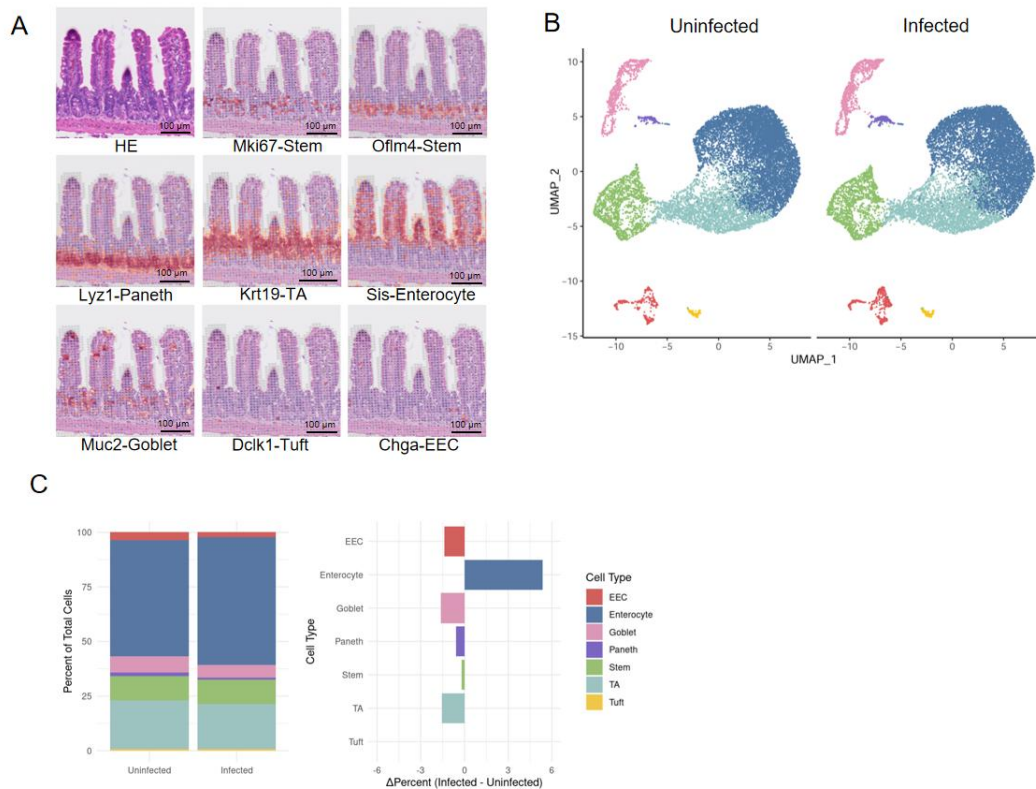 A
100 µm
100 µm
100 µm
HE
Mki67-Stem
Oflm4-Stem
100 µm
100 µm
100 µm
Lyz1-Paneth
Krt19-TA
Sis-Enterocyte
100 µm
100 µm
100 µm
Muc2-Goblet
Dclk1-Tuft
Chga-EEC
B
Uninfected
Infected
UMAP_2
10
5
0
−5
−10
−15
−10
−5
0
5
−10
−5
0
5
UMAP_1
C
Percent of Total Cells
100
75
50
25
0
Uninfected
Infected
Cell Type
EEC
Enterocyte
Goblet
Paneth
Stem
TA
Tuft
-6
-3
0
3
6
ΔPercent (Infected - Uninfected)
Cell Type
EEC
Enterocyte
Goblet
Paneth
Stem
TA
Tuft